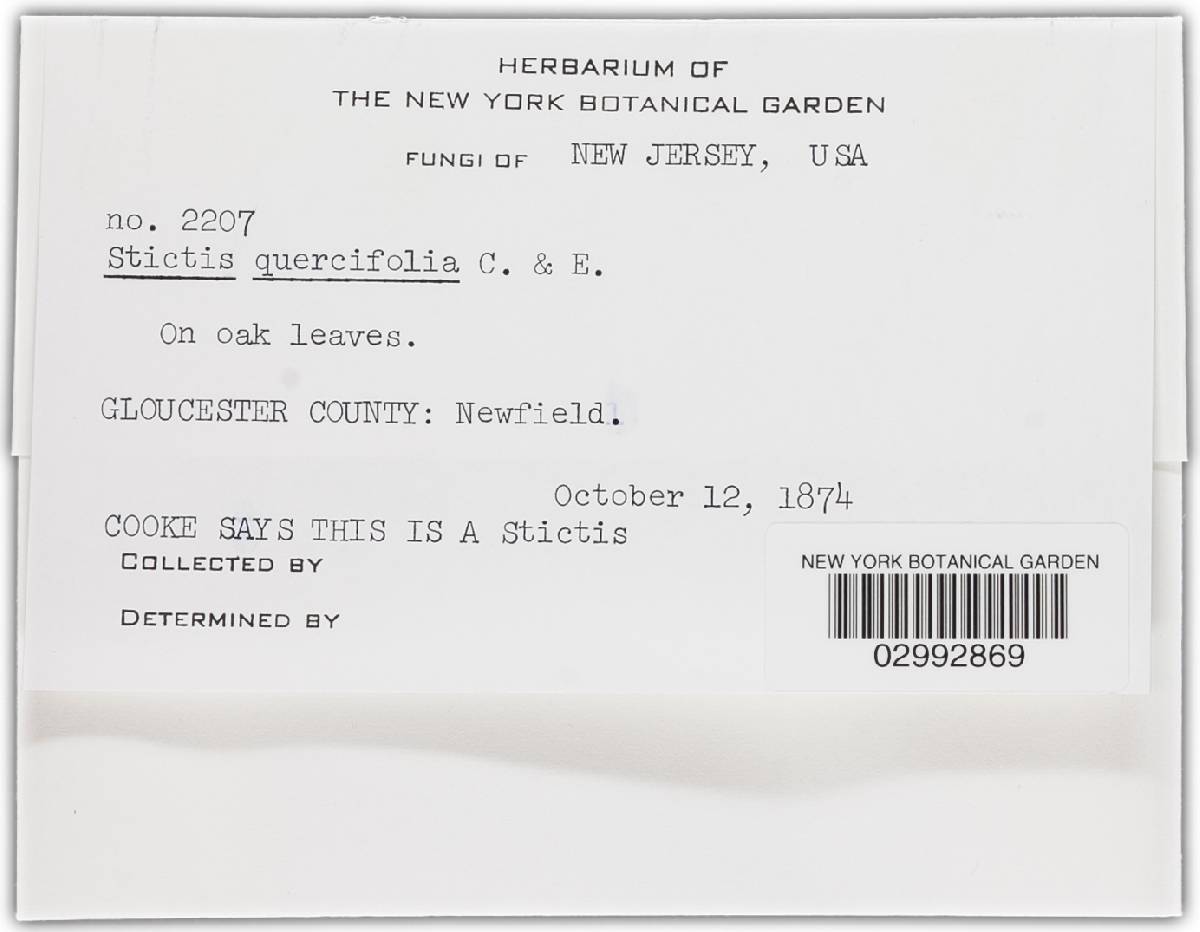 HERBARIUM OF
THE NEW YORK BOTANICAL GARDEN
FUNGI OF NEW JERSEY, USA
no. 2207
Stictis quercifolia C. & E.
On oak leaves.
GLOUCESTER COUNTY: Newfield.
October 12, 1874
COOKE SAYS THIS IS A Stictis
COLLECTED BY
DETERMINED BY
NEW YORK BOTANICAL GARDEN
02992869